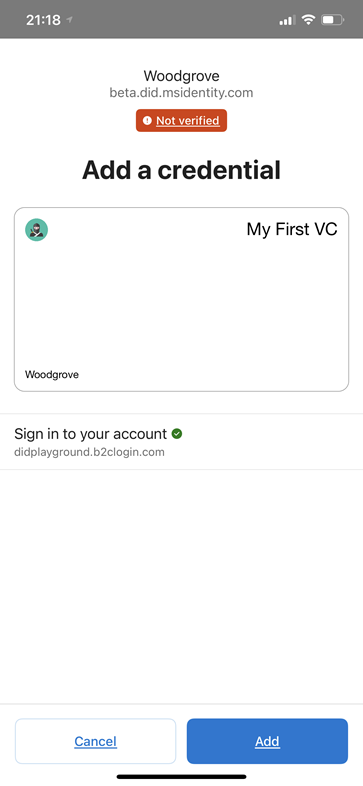 21:18
Woodgrove
beta.did.msidentity.com
Not verified
Add a credential
My First VC
Woodgrove
Sign in to your account
didplayground.b2clogin.com
Cancel
Add